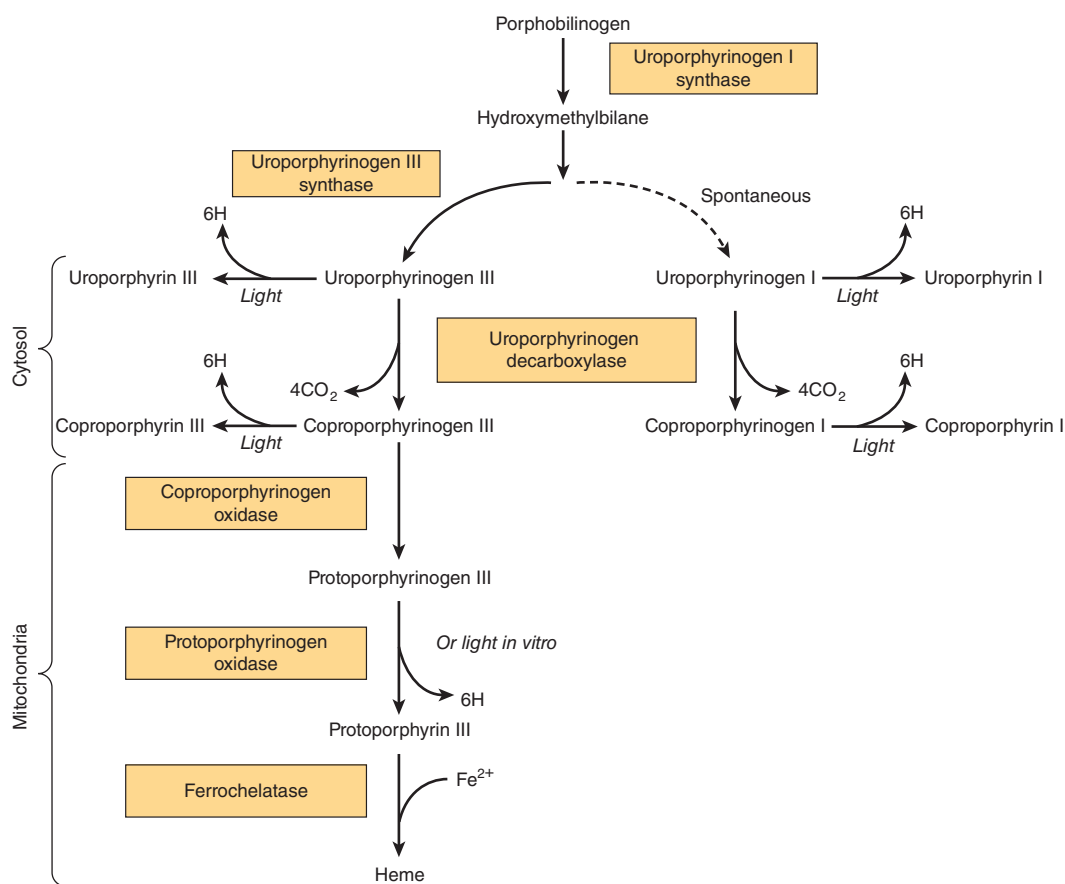 Porphobilinogen
Uroporphyrinogen I
synthase
Hydroxymethylbilane
Uroporphyrinogen III
synthase
Spontaneous
6H
6H
Uroporphyrin III
Light
Uroporphyrinogen III
Uroporphyrinogen I
Light
Uroporphyrin I
Cytosol
Uroporphyrinogen
decarboxylase
6H
4CO₂
4CO₂
6H
Coproporphyrin III
Light
Coproporphyrinogen III
Coproporphyrinogen I
Light
Coproporphyrin I
Coproporphyrinogen
oxidase
Protoporphyrinogen III
Mitochondria
Protoporphyrinogen
oxidase
Or light in vitro
6H
Protoporphyrin III
Ferrochelatase
Fe²⁺
Heme